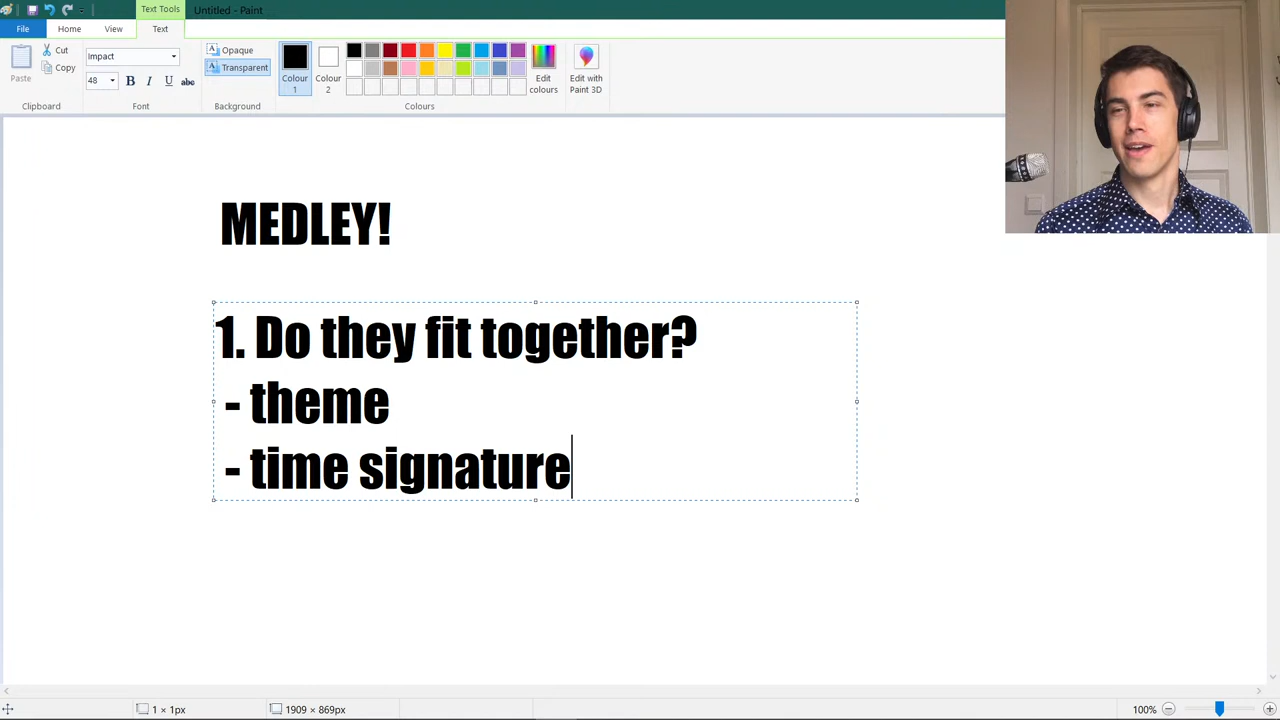 Text Tools
Untitled - Paint
File
Home
View
Text
Paste
Cut
Copy
Clipboard
Impact
48
B I U abc
Font
Opaque
Transparent
Background
Colour 1
Colour 2
Edit colours
Colours
Edit with Paint 3D
MEDLEY!
1. Do they fit together?
- theme
- time signature
1 × 1px
1909 × 869px
100%